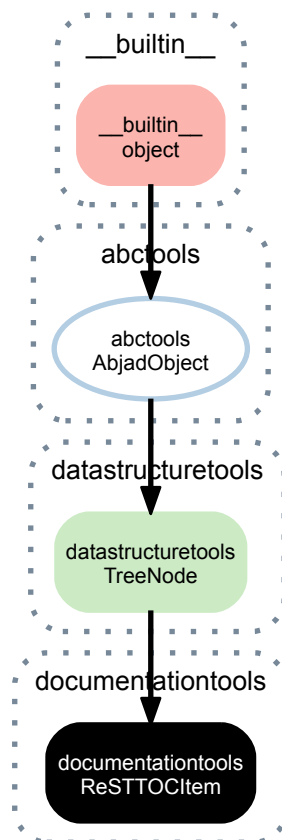 __builtin__
__builtin__
object
abctools
abctools
AbjadObject
datastructuretools
datastructuretools
TreeNode
documentationtools
documentationtools
ReSTTOCItem